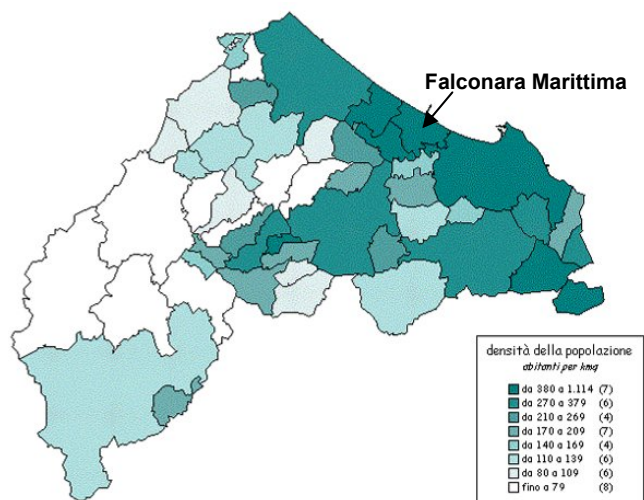 Falconara Marittima
densità della popolazione
abitanti per kmq
da 380 a 1.114 (7)
da 270 a 379 (6)
da 210 a 269 (4)
da 170 a 209 (7)
da 140 a 169 (4)
da 110 a 139 (6)
da 80 a 109 (6)
fino a 79 (8)